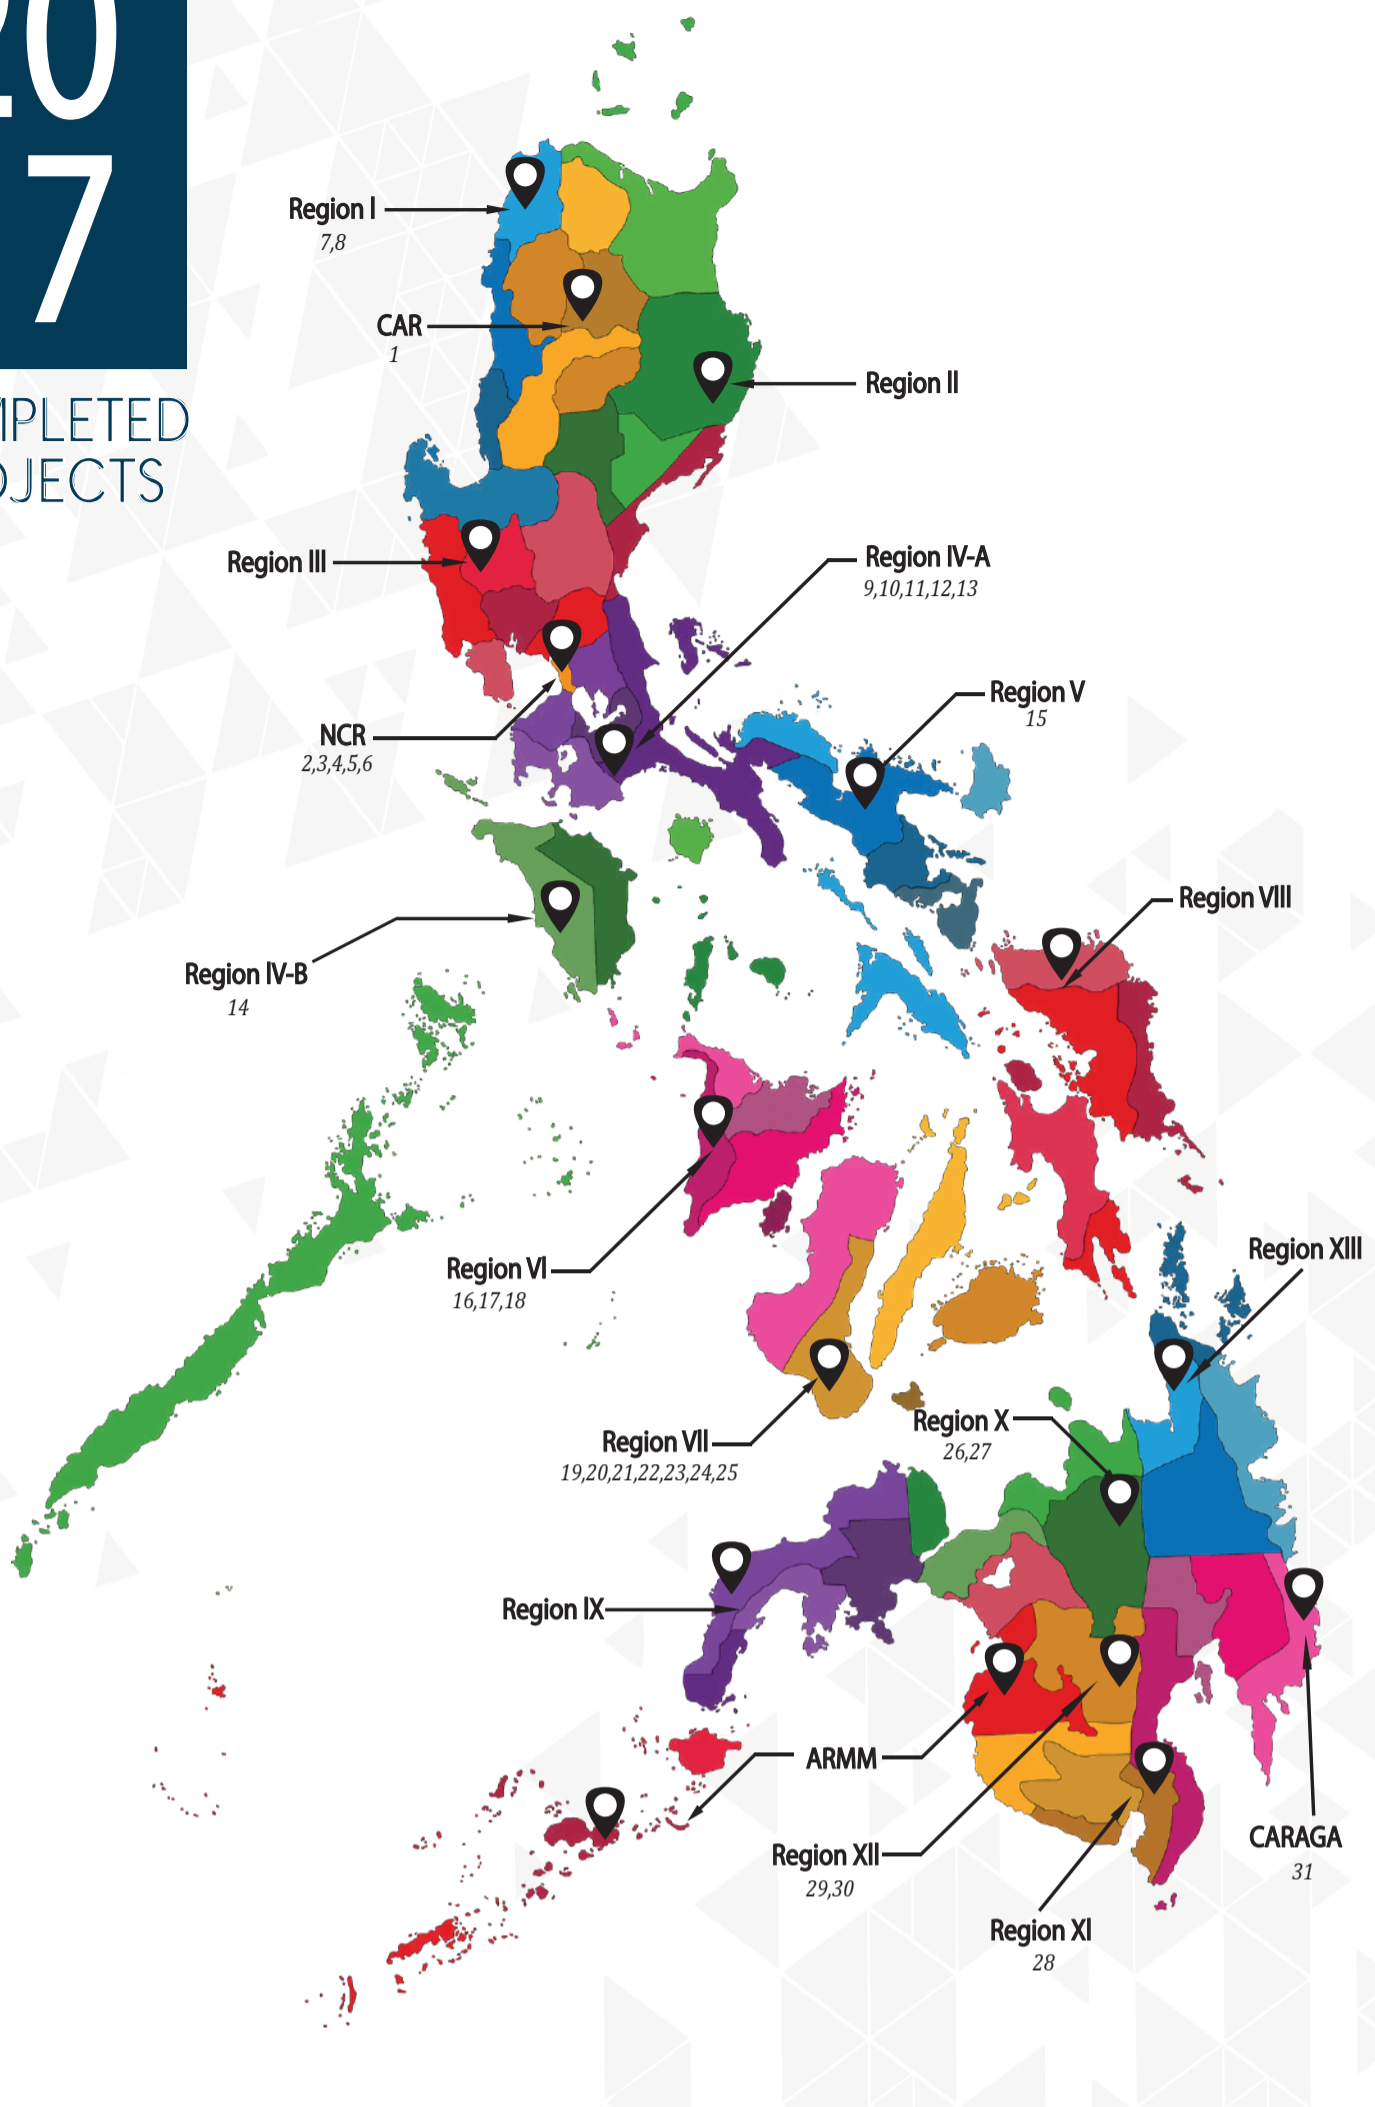 20
7
MPLETED
OJECTS
Region I
7,8
CAR
1
Region II
Region III
Region IV-A
9,10,11,12,13
Region V
15
NCR
2,3,4,5,6
Region VIII
Region IV-B
14
Region XIII
Region VI
16,17,18
Region X
26,27
Region VII
19,20,21,22,23,24,25
Region IX
ARMM
CARAGA
31
Region XII
29,30
Region XI
28